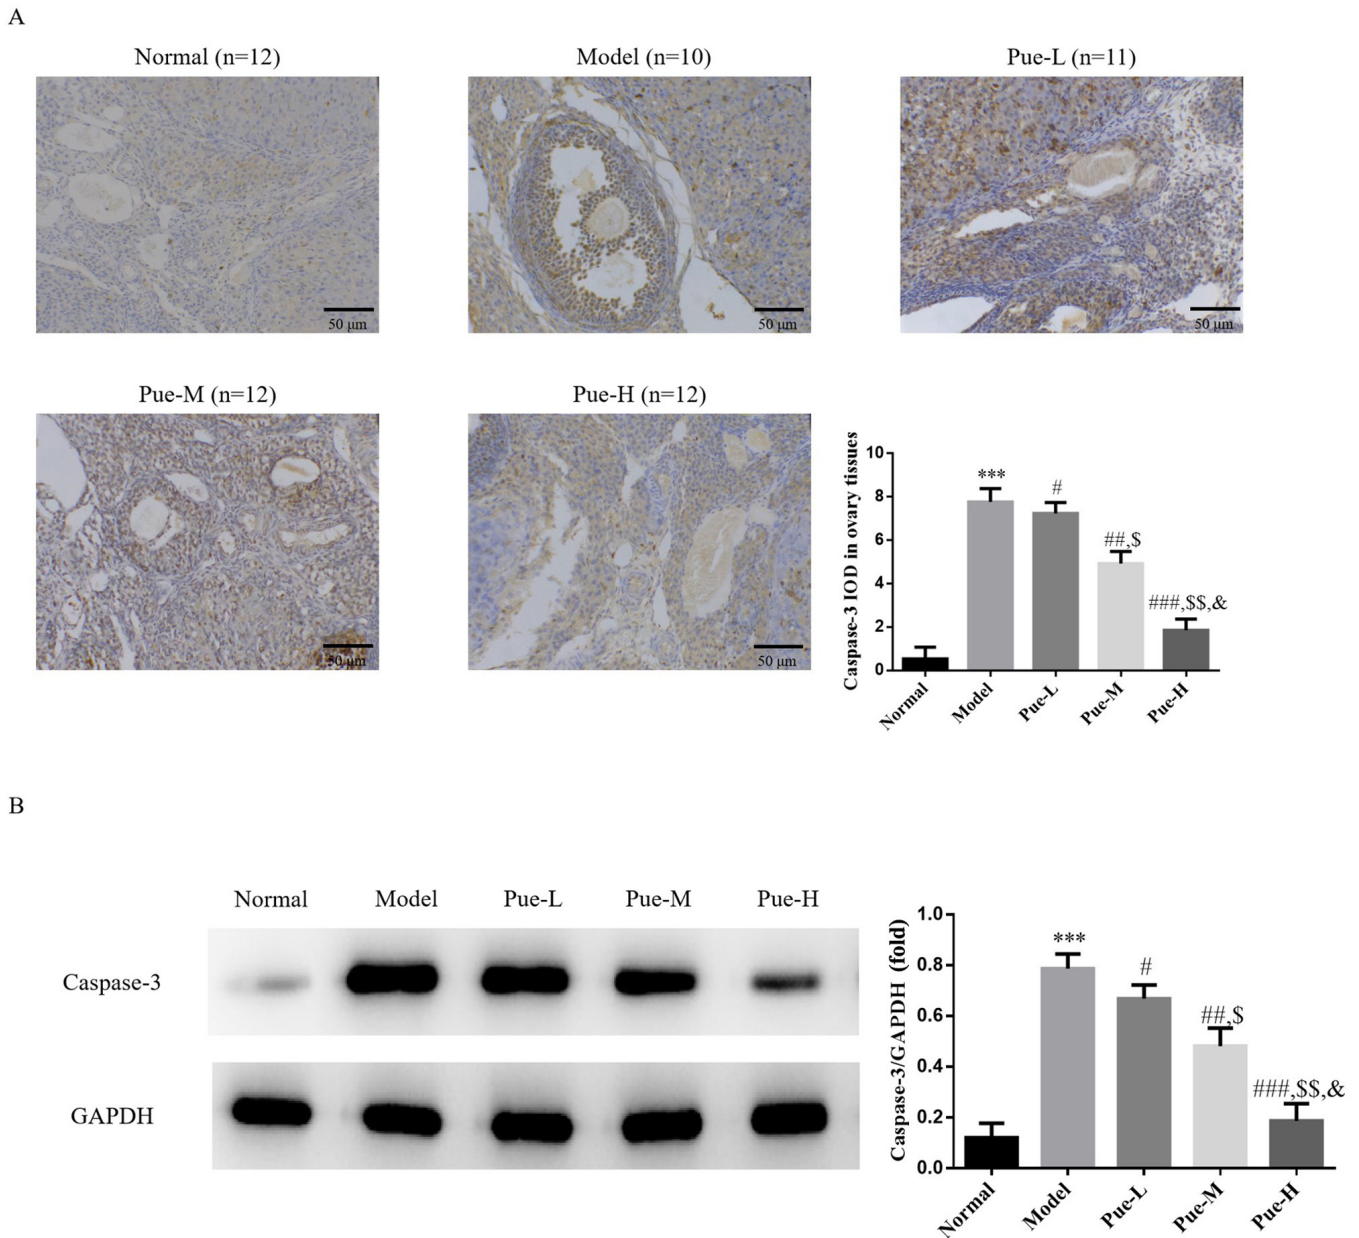 A
Normal (n=12)
Model (n=10)
Pue-L (n=11)
50 μm
50 μm
50 μm
Pue-M (n=12)
Pue-H (n=12)
50 μm
50 μm
Caspase-3 IOD in ovary tissues
10
8
6
4
2
0
***
#
##,$
###,$$,&
Normal
Model
Pue-L
Pue-M
Pue-H
B
Normal
Model
Pue-L
Pue-M
Pue-H
Caspase-3
GAPDH
Caspase-3/GAPDH (fold)
1.0
0.8
0.6
0.4
0.2
0.0
***
#
##,$
###,$$,&
Normal
Model
Pue-L
Pue-M
Pue-H